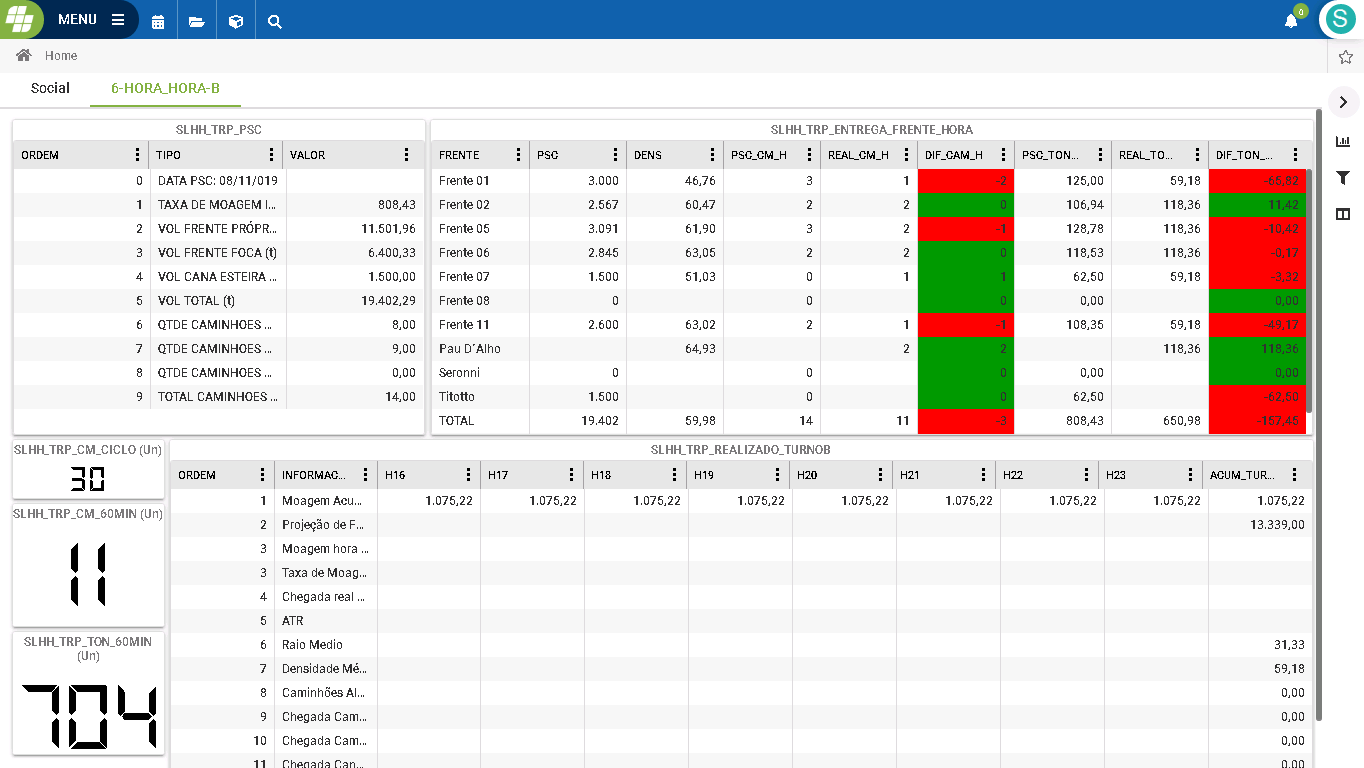 MENU
0
S
Home
Social 6-HORA_HORA-B
SLHH_TRP_PSC
ORDEM TIPO VALOR
0 DATA PSC: 08/11/019
1 TAXA DE MOAGEM I... 808,43
2 VOL FRENTE PRÓPR... 11.501,96
3 VOL FRENTE FOCA (t) 6.400,33
4 VOL CANA ESTEIRA ... 1.500,00
5 VOL TOTAL (t) 19.402,29
6 QTDE CAMINHOES ... 8,00
7 QTDE CAMINHOES ... 9,00
8 QTDE CAMINHOES ... 0,00
9 TOTAL CAMINHOES ... 14,00
SLHH_TRP_ENTREGA_FRENTE_HORA
FRENTE PSC DENS PSC_CM_H REAL_CM_H DIF_CAM_H PSC_TON... REAL_TO... DIF_TON_...
Frente 01 3.000 46,76 3 1 -2 125,00 59,18 -65,82
Frente 02 2.567 60,47 2 2 0 106,94 118,36 11,42
Frente 05 3.091 61,90 3 2 -1 128,78 118,36 -10,42
Frente 06 2.845 63,05 2 2 0 118,53 118,36 -0,17
Frente 07 1.500 51,03 0 1 1 62,50 59,18 -3,32
Frente 08 0 0 0 0,00 0,00
Frente 11 2.600 63,02 2 1 -1 108,35 59,18 -49,17
Pau D´Alho 64,93 2 2 118,36 118,36
Seronni 0 0 0 0,00 0,00
Titotto 1.500 0 0 62,50 -62,50
TOTAL 19.402 59,98 14 11 -3 808,43 650,98 -157,45
SLHH_TRP_CM_CICLO (Un)
30
SLHH_TRP_CM_60MIN (Un)
11
SLHH_TRP_TON_60MIN
(Un)
704
SLHH_TRP_REALIZADO_TURNOB
ORDEM INFORMAC... H16 H17 H18 H19 H20 H21 H22 H23 ACUM_TUR...
1 Moagem Acu... 1.075,22 1.075,22 1.075,22 1.075,22 1.075,22 1.075,22 1.075,22 1.075,22 1.075,22
2 Projeção de F... 13.339,00
3 Moagem hora ...
3 Taxa de Moag...
4 Chegada real ...
5 ATR
6 Raio Medio 31,33
7 Densidade Mé... 59,18
8 Caminhões Al... 0,00
9 Chegada Cam... 0,00
10 Chegada Cam... 0,00
11 Chegada Can... 0,00